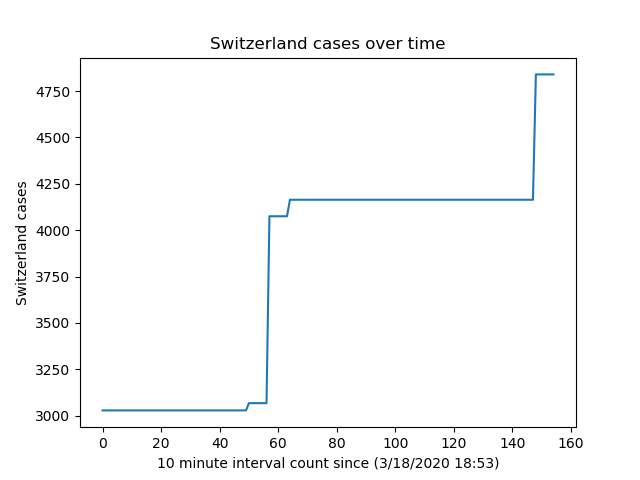 Switzerland cases over time
4750
4500
4250
4000
3750
3500
3250
3000
Switzerland cases
0 20 40 60 80 100 120 140 160
10 minute interval count since (3/18/2020 18:53)